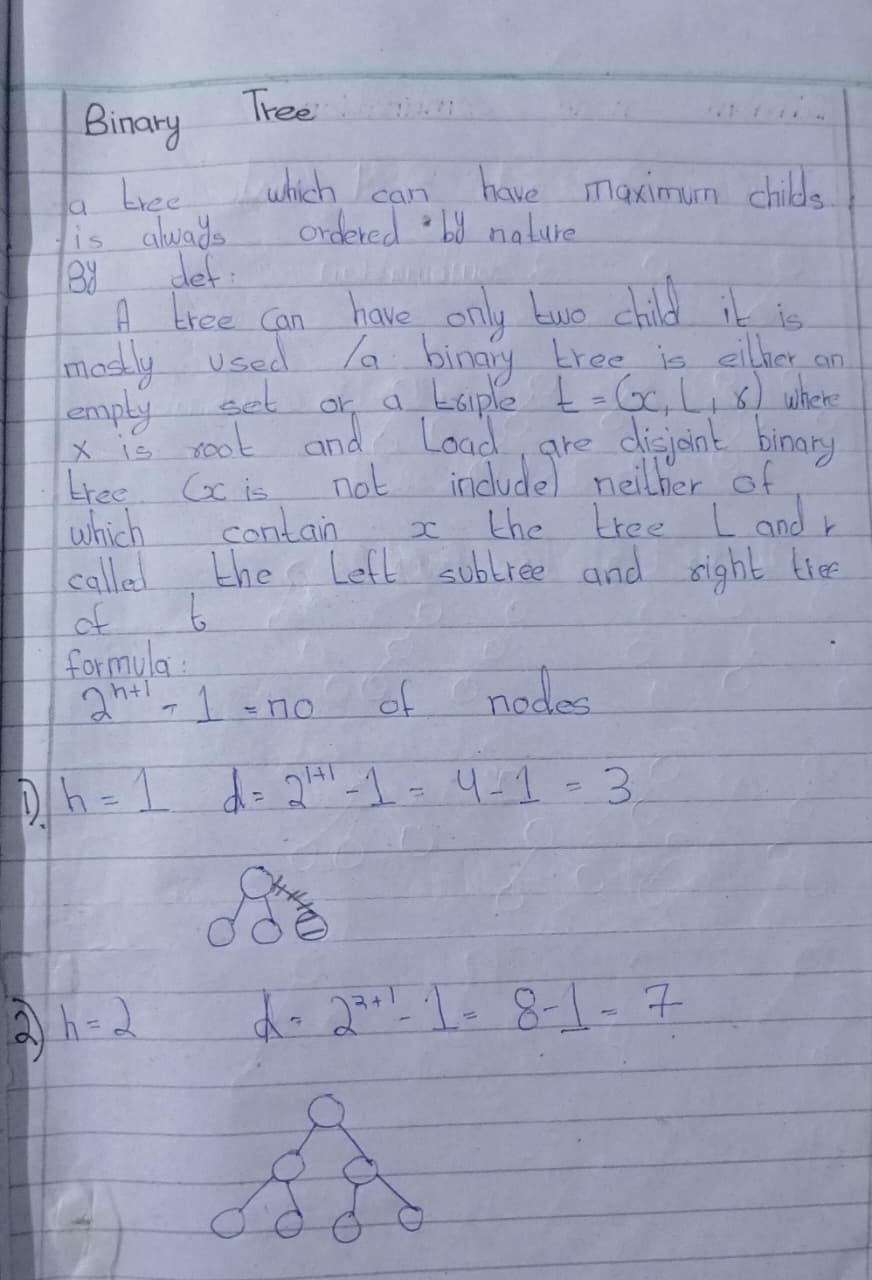 Binary Tree
a tree which can have maximum childs
is always ordered by nature
By def:
A tree can have only two child it is
mostly used /a binary tree is either an
empty set or a triple t = (x, L, r) where
x is root and Load are disjoint binary
tree (x is not include) neither of
which contain x the tree L and r
called the Left subtree and right tree
of t
formula:
2^h+1 - 1 = no of nodes
1). h = 1 d = 2^1+1 - 1 = 4 - 1 = 3
2) h = 2 d = 2^2+1 - 1 = 8 - 1 = 7